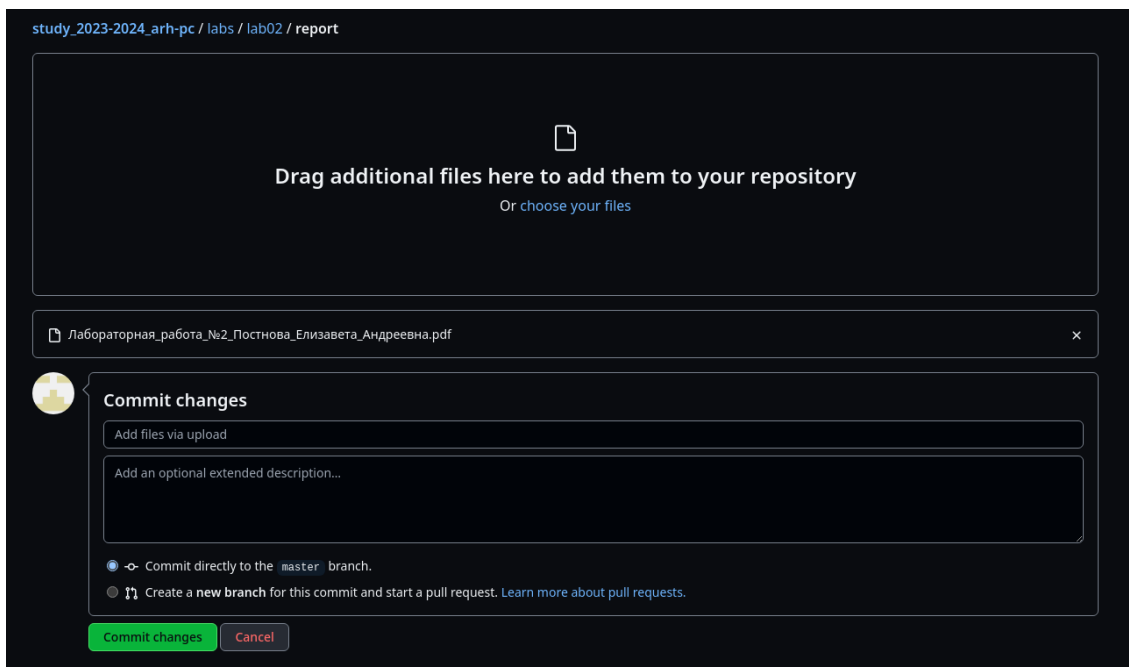 study_2023-2024_arh-pc / labs / lab02 / report
Drag additional files here to add them to your repository
Or choose your files
Лабораторная_работа_№2_Постнова_Елизавета_Андреевна.pdf
Commit changes
Add files via upload
Add an optional extended description...
Commit directly to the master branch.
Create a new branch for this commit and start a pull request. Learn more about pull requests.
Commit changes Cancel